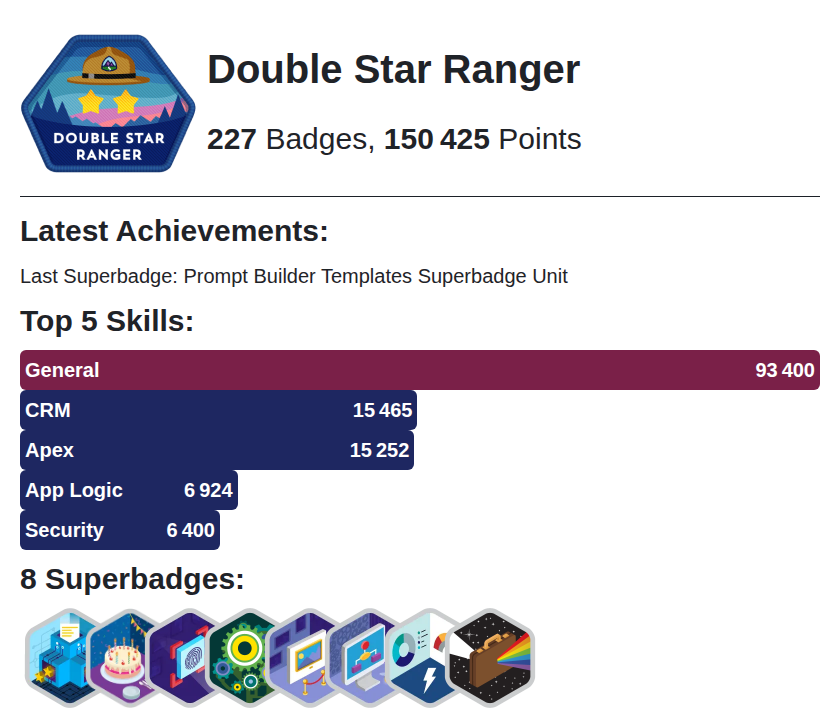 DOUBLE STAR
RANGER
Double Star Ranger
227 Badges, 150 425 Points
Latest Achievements:
Last Superbadge: Prompt Builder Templates Superbadge Unit
Top 5 Skills:
General 93 400
CRM 15 465
Apex 15 252
App Logic 6 924
Security 6 400
8 Superbadges: